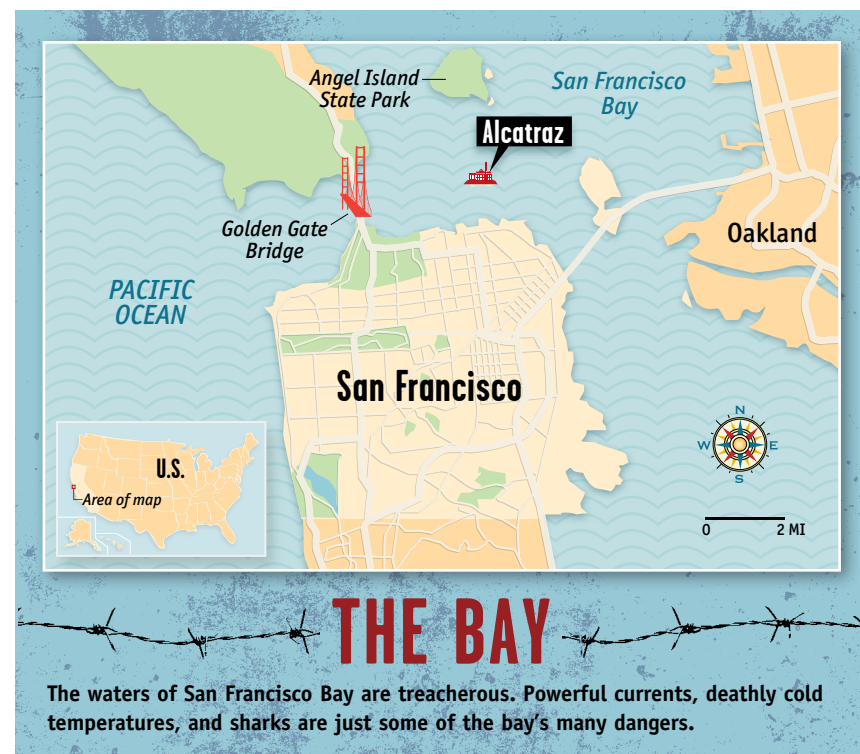 Angel Island
State Park
San Francisco
Bay
Alcatraz
Golden Gate
Bridge
Oakland
PACIFIC
OCEAN
San Francisco
N
W E
S
U.S.
Area of map
0 2 MI
THE BAY
The waters of San Francisco Bay are treacherous. Powerful currents, deathly cold
temperatures, and sharks are just some of the bay's many dangers.